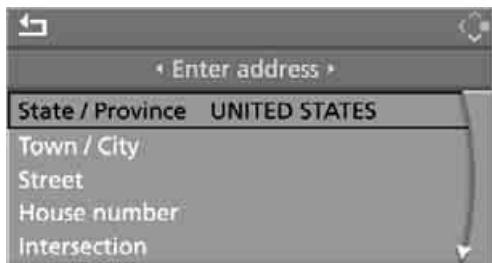 Enter address
State / Province UNITED STATES
Town / City
Street
House number
Intersection